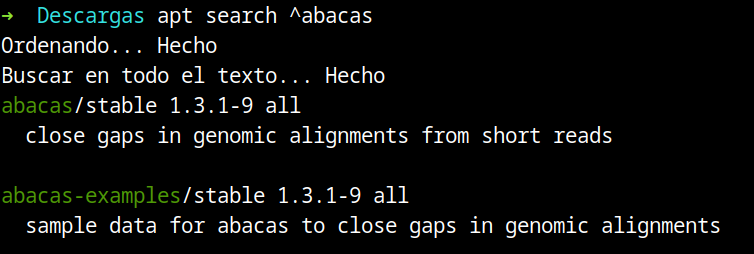 ➜  Descargas apt search ^abacas
Ordenando... Hecho
Buscar en todo el texto... Hecho
abacas/stable 1.3.1-9 all
  close gaps in genomic alignments from short reads

abacas-examples/stable 1.3.1-9 all
  sample data for abacas to close gaps in genomic alignments